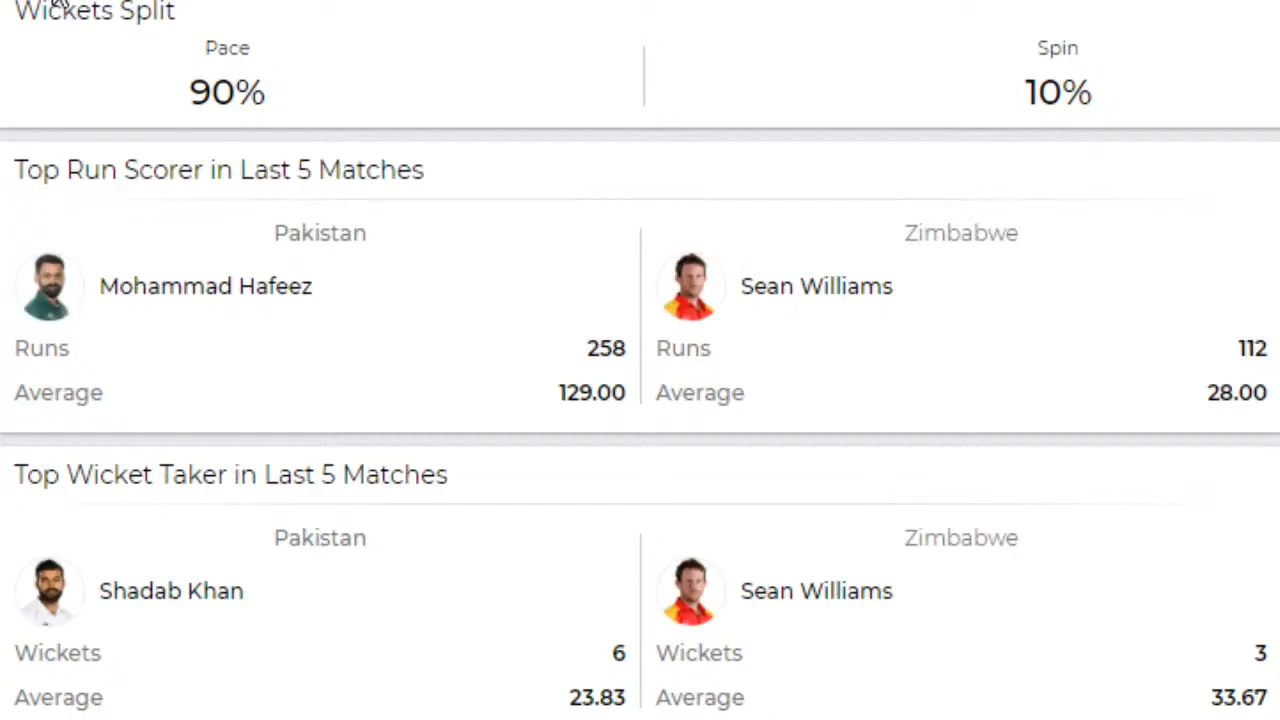 Wickets Split
Pace Spin
90% 10%
Top Run Scorer in Last 5 Matches
Pakistan Zimbabwe
Mohammad Hafeez Sean Williams
Runs 258 Runs 112
Average 129.00 Average 28.00
Top Wicket Taker in Last 5 Matches
Pakistan Zimbabwe
Shadab Khan Sean Williams
Wickets 6 Wickets 3
Average 23.83 Average 33.67